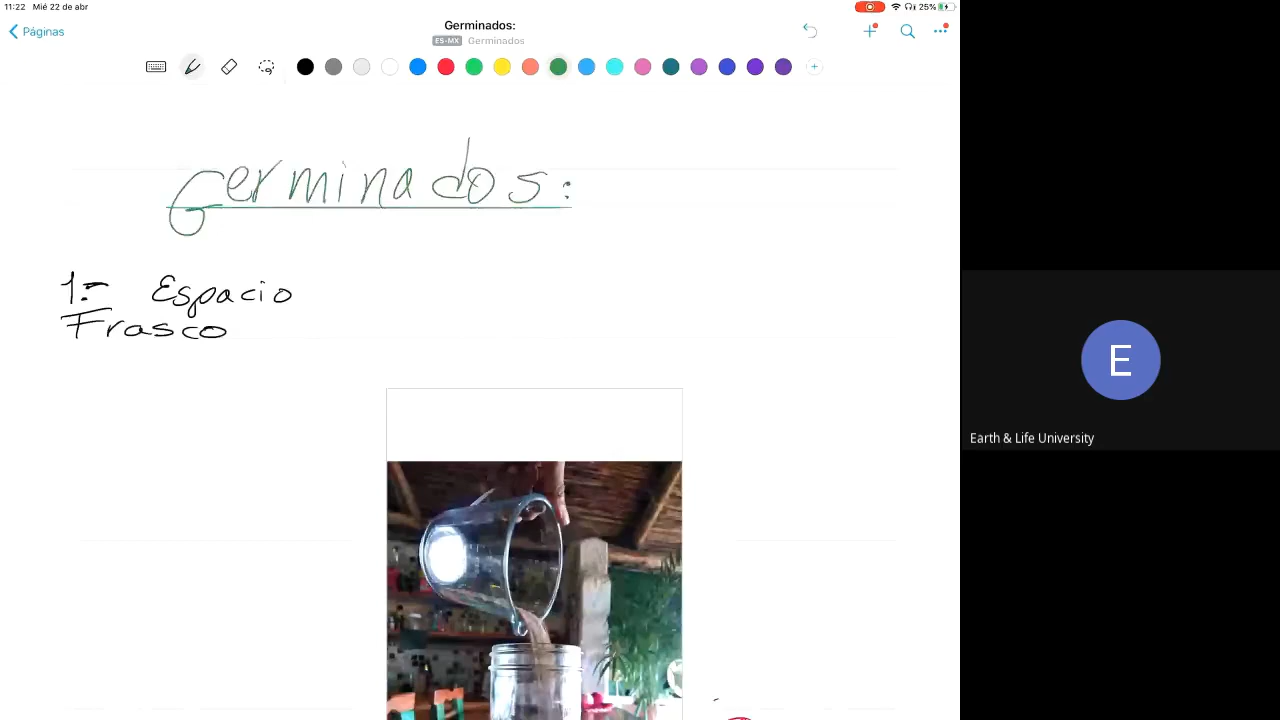 11:22 Mié 22 de abr
25%
Páginas
Germinados:
ES-MX Germinados
Germinados:
1.- Espacio
Frasco
E
Earth & Life University